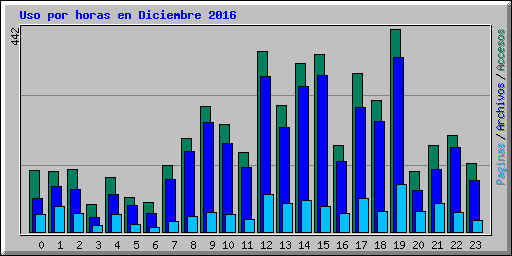 Uso por horas en Diciembre 2016
442
0 1 2 3 4 5 6 7 8 9 10 11 12 13 14 15 16 17 18 19 20 21 22 23
Paginas / Archivos / Accesos